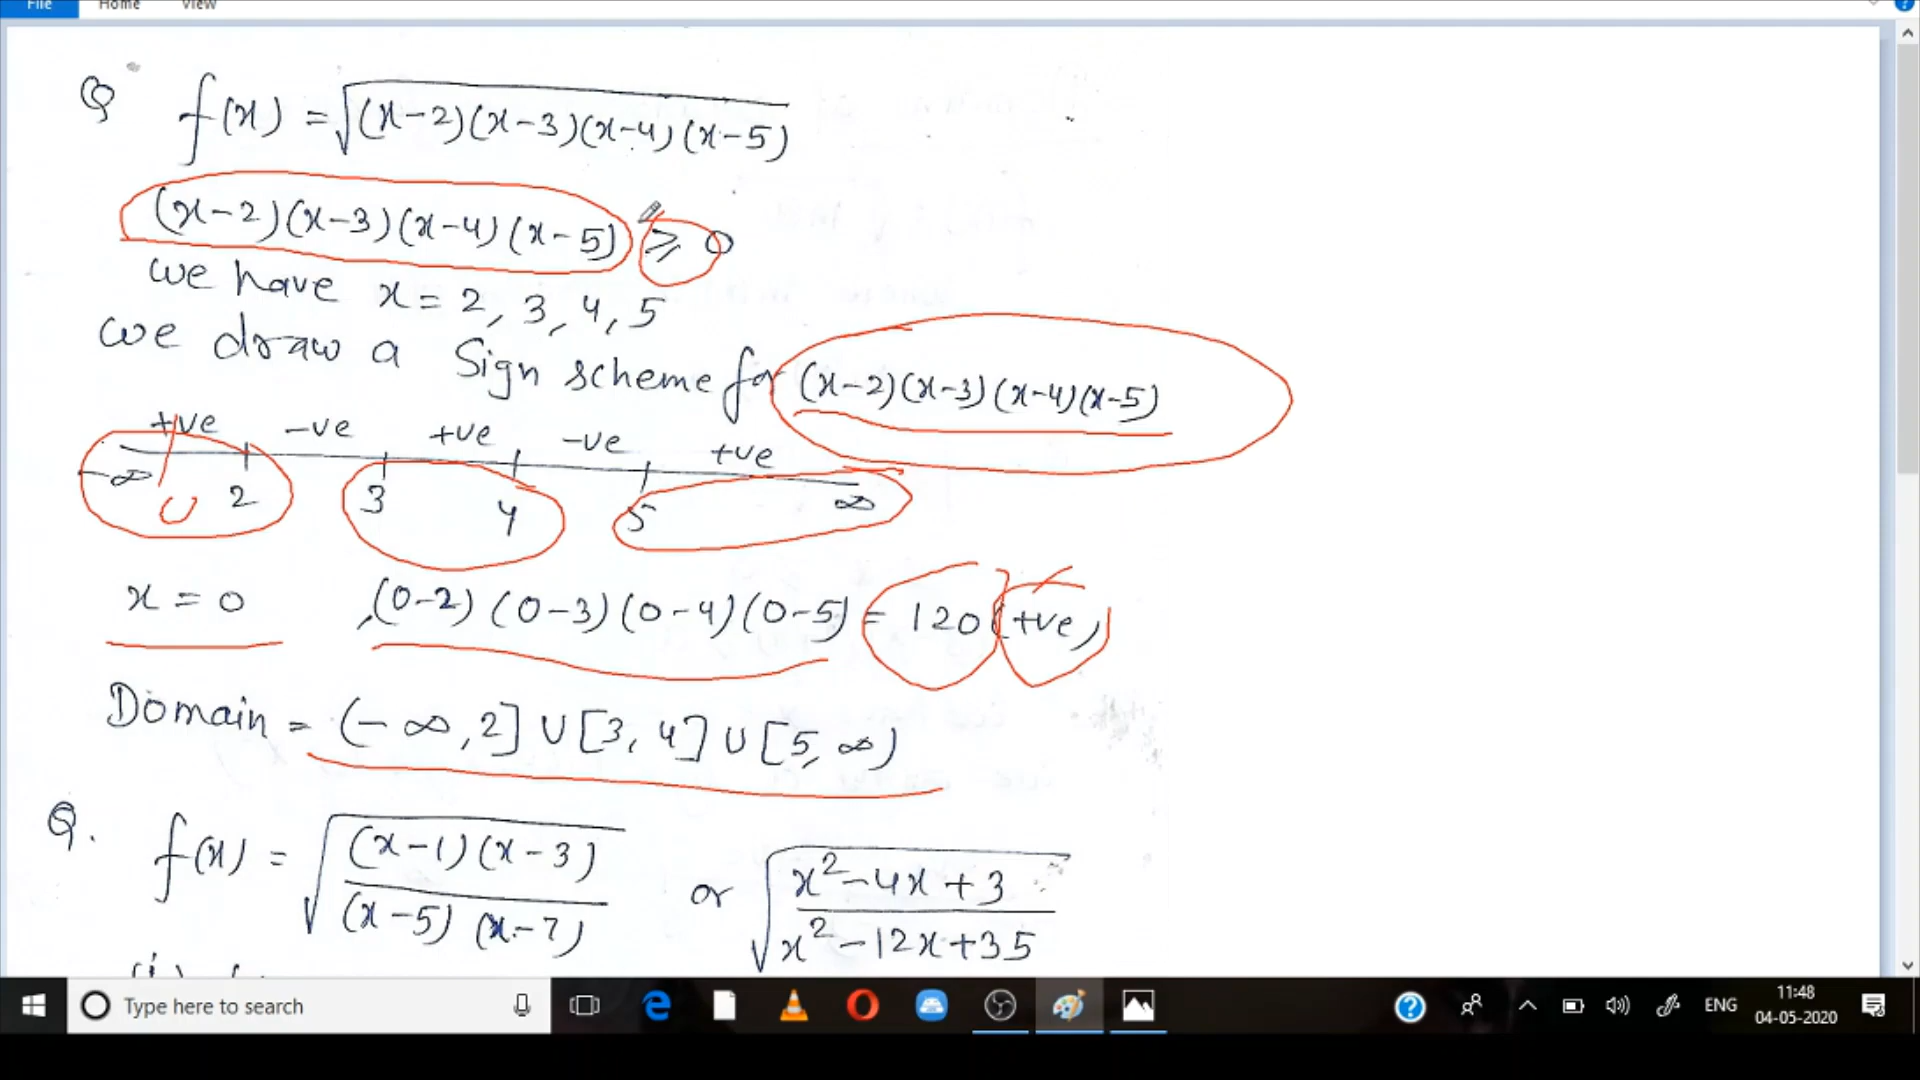 File Home View
Q f(x) = √(x-2)(x-3)(x-4)(x-5)
(x-2)(x-3)(x-4)(x-5) ≥ 0
we have x = 2, 3, 4, 5
we draw a Sign scheme for (x-2)(x-3)(x-4)(x-5)
+ve -ve +ve -ve +ve
-∞ 0 2 3 4 5 ∞
x = 0 , (0-2) (0-3) (0-4) (0-5) = 120 (+ve)
Domain = (-∞, 2] ∪ [3, 4] ∪ [5, ∞)
Q. f(x) = √(x-1)(x-3)/(x-5)(x-7) or √x²-4x+3/x²-12x+35
Type here to search
ENG
11:48
04-05-2020